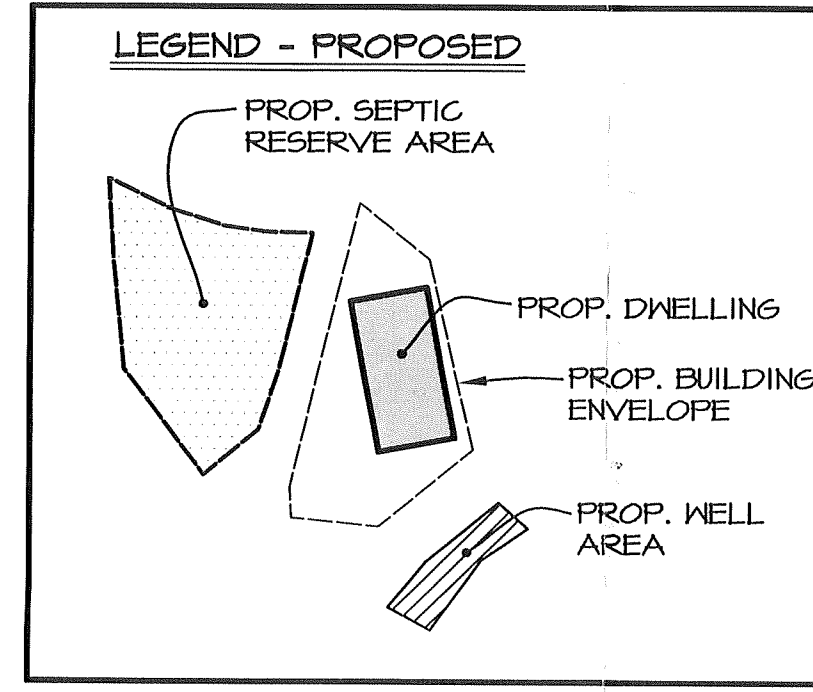 LEGEND - PROPOSED
PROP. SEPTIC
RESERVE AREA
PROP. DWELLING
PROP. BUILDING
ENVELOPE
PROP. WELL
AREA